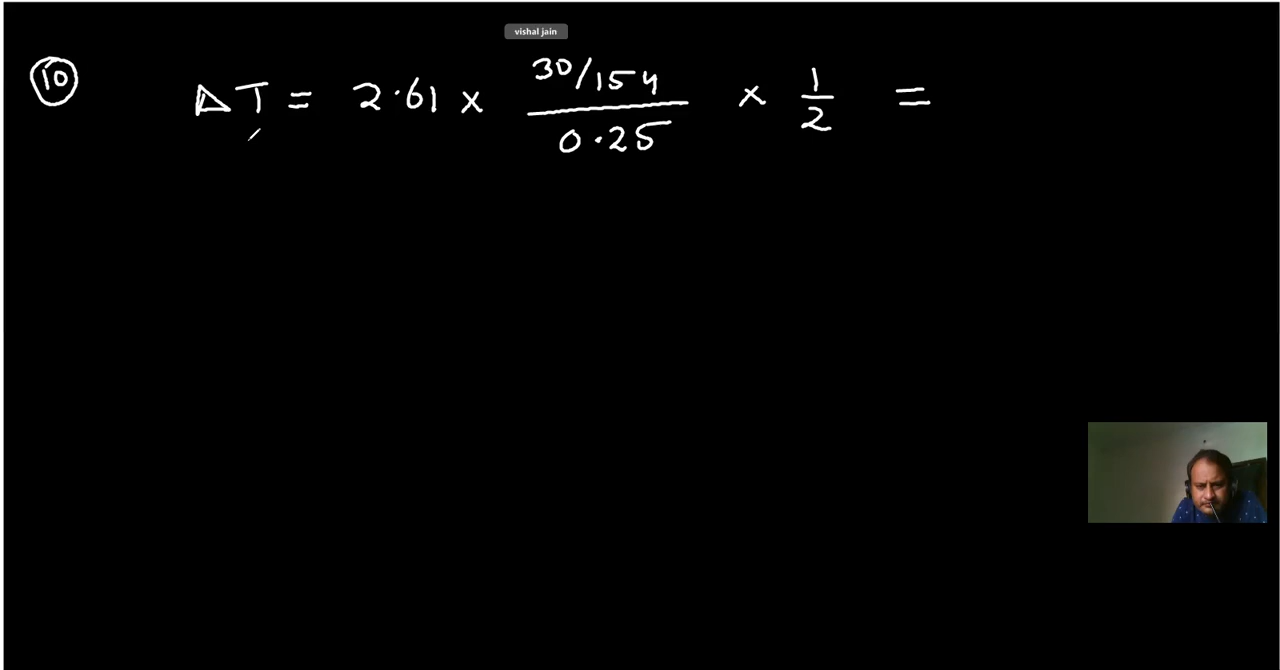 vishal jain
10 ΔT = 2.61 x 30/154 / 0.25 x 1/2 =